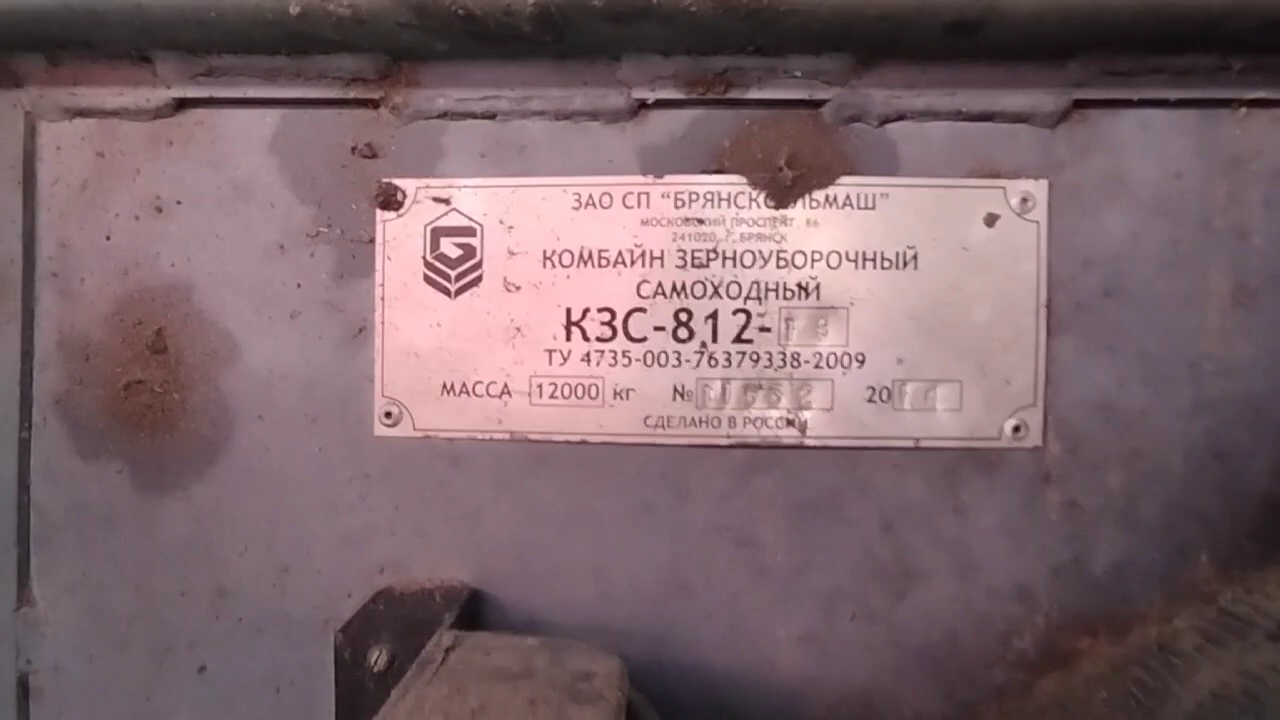 ЗАО СП "БРЯНСКСЕЛЬМАШ"
МОСКОВСКИЙ ПРОСПЕКТ, 86
241020, Г. БРЯНСК
КОМБАЙН ЗЕРНОУБОРОЧНЫЙ
САМОХОДНЫЙ
КЗС-812-
ТУ 4735-003-76379338-2009
МАССА 12000 кг № 20
СДЕЛАНО В РОССИИ